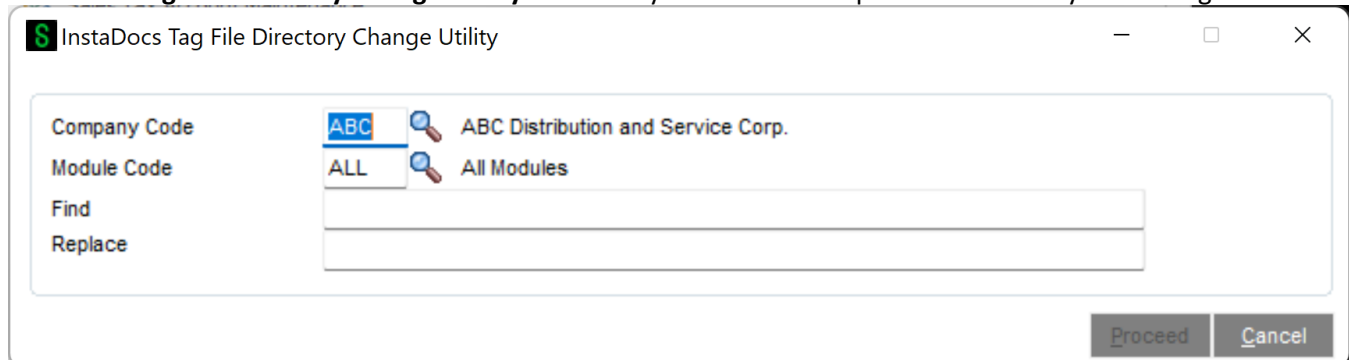 InstaDocs Tag File Directory Change Utility
Company Code ABC ABC Distribution and Service Corp.
Module Code ALL All Modules
Find
Replace
Proceed Cancel